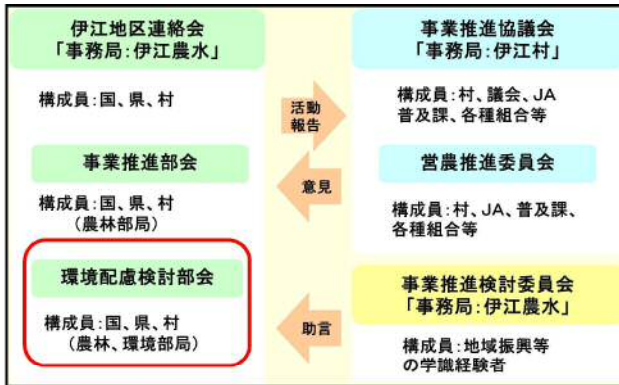 伊江地区連絡会
「事務局：伊江農水」
構成員：国、県、村
事業推進部会
構成員：国、県、村
（農林部局）
環境配慮検討部会
構成員：国、県、村
（農林、環境部局）
活動
報告
意見
助言
事業推進協議会
「事務局：伊江村」
構成員：村、議会、JA
普及課、各種組合等
営農推進委員会
構成員：村、JA、普及課、
各種組合等
事業推進検討委員会
「事務局：伊江農水」
構成員：地域振興等
の学識経験者